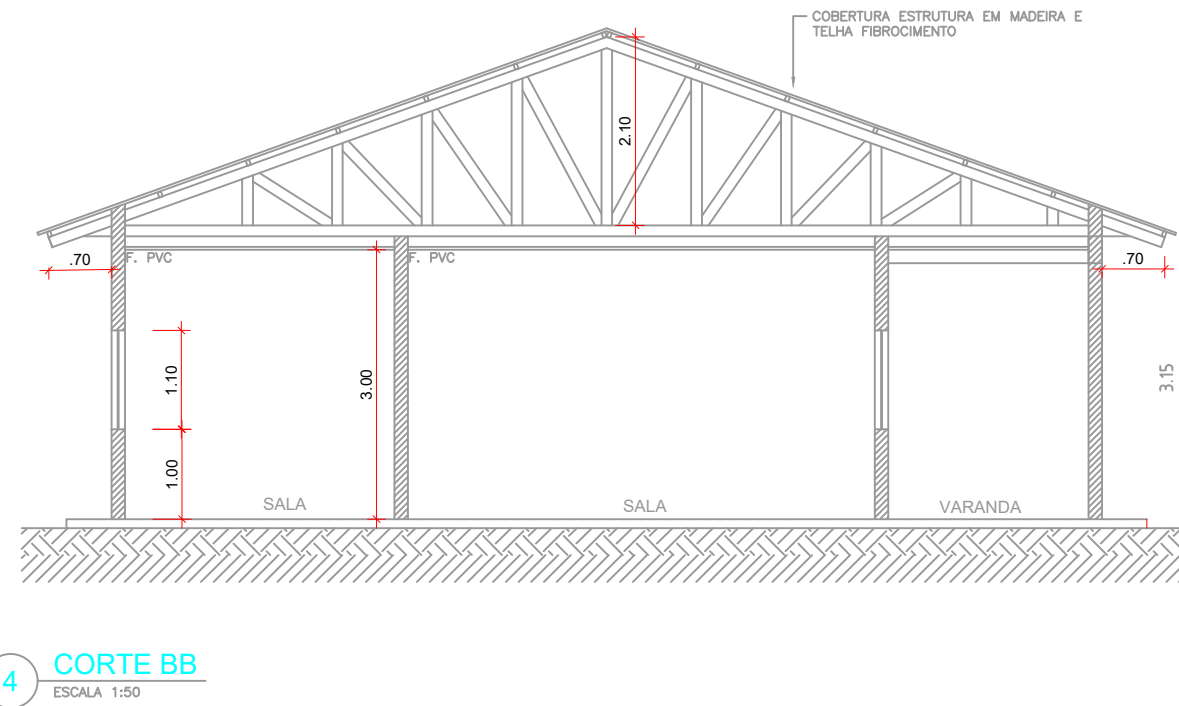 COBERTURA ESTRUTURA EM MADEIRA E
TELHA FIBROCIMENTO
2.10
.70
F. PVC
F. PVC
.70
1.10
3.00
3.15
1.00
SALA
SALA
VARANDA
4
CORTE BB
ESCALA 1:50